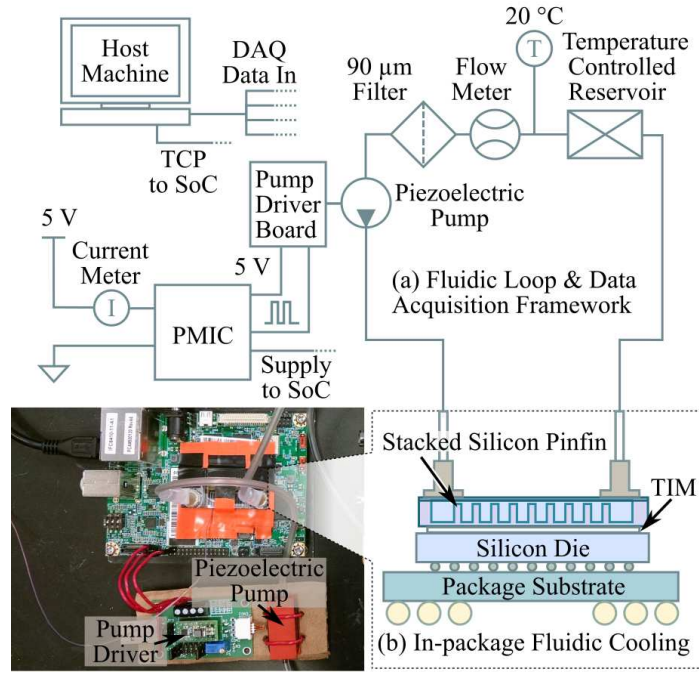 Host
Machine
DAQ
Data In
TCP
to SoC
90 µm
Filter
Flow
Meter
20 °C
T
Temperature
Controlled
Reservoir
Pump
Driver
Board
Piezoelectric
Pump
5 V
Current
Meter
I
5 V
PMIC
Supply
to SoC
(a) Fluidic Loop & Data
Acquisition Framework
Stacked Silicon Pinfin
TIM
Silicon Die
Package Substrate
(b) In-package Fluidic Cooling
Piezoelectric
Pump
Pump
Driver